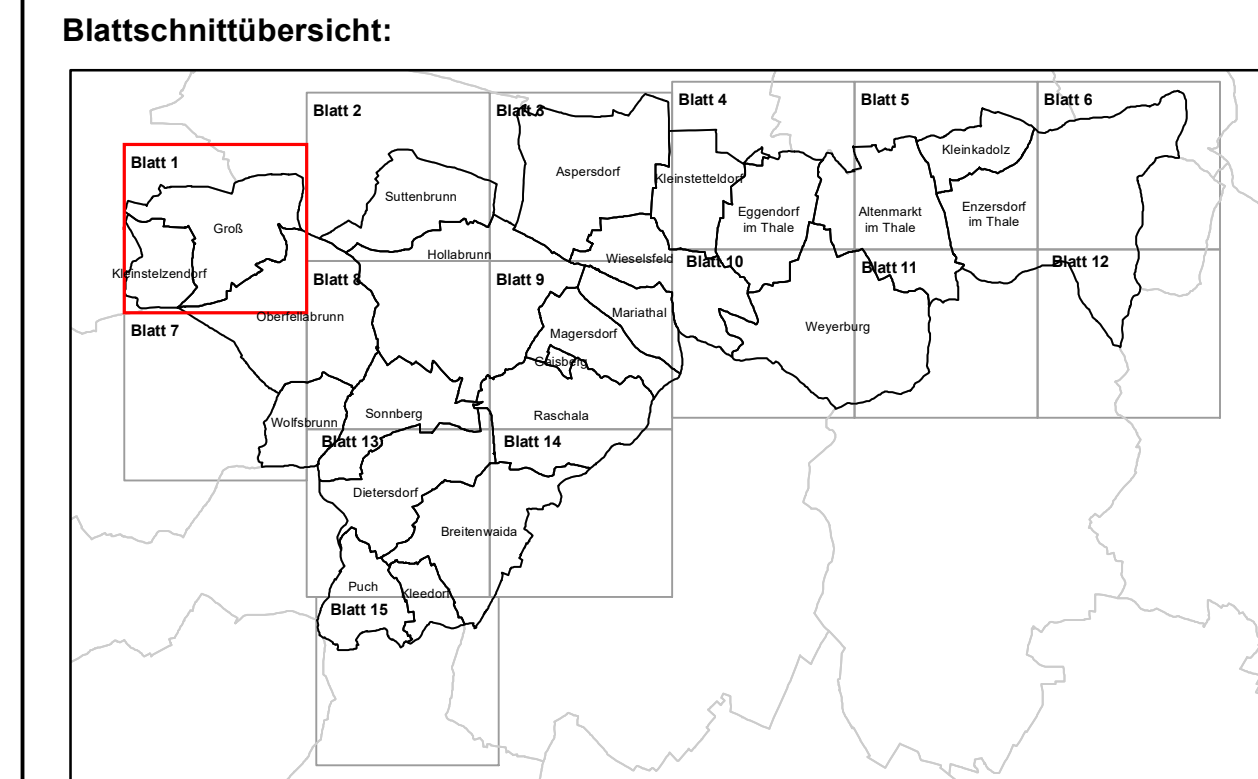 Blattschnittübersicht:
Blatt 1
Blatt 2
Blatt 3
Blatt 4
Blatt 5
Blatt 6
Kleinkadolz
Aspersdorf
Kleinstetteldorf
Suttenbrunn
Eggendorf
im Thale
Altenmarkt
im Thale
Enzersdorf
im Thale
Groß
Hollabrunn
Wieselsfeld
Kleinstelzendorf
Blatt 7
Blatt 8
Blatt 9
Blatt 10
Blatt 11
Blatt 12
Oberfellabrunn
Mariathal
Magersdorf
Weyerburg
Gaisberg
Wolfsbrunn
Sonnberg
Raschala
Blatt 13
Blatt 14
Dietersdorf
Breitenwaida
Puch
Kleedorf
Blatt 15